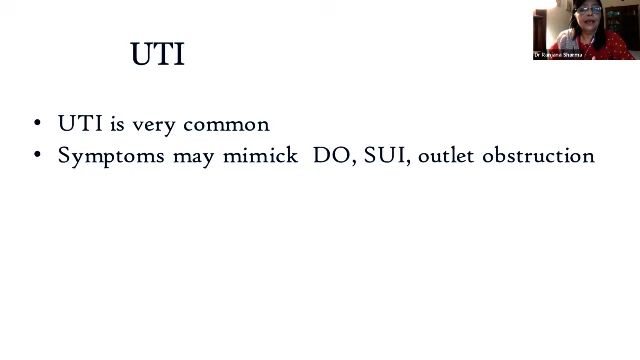 UTI
• UTI is very common
• Symptoms may mimick DO, SUI, outlet obstruction
Dr Ranjana Sharma